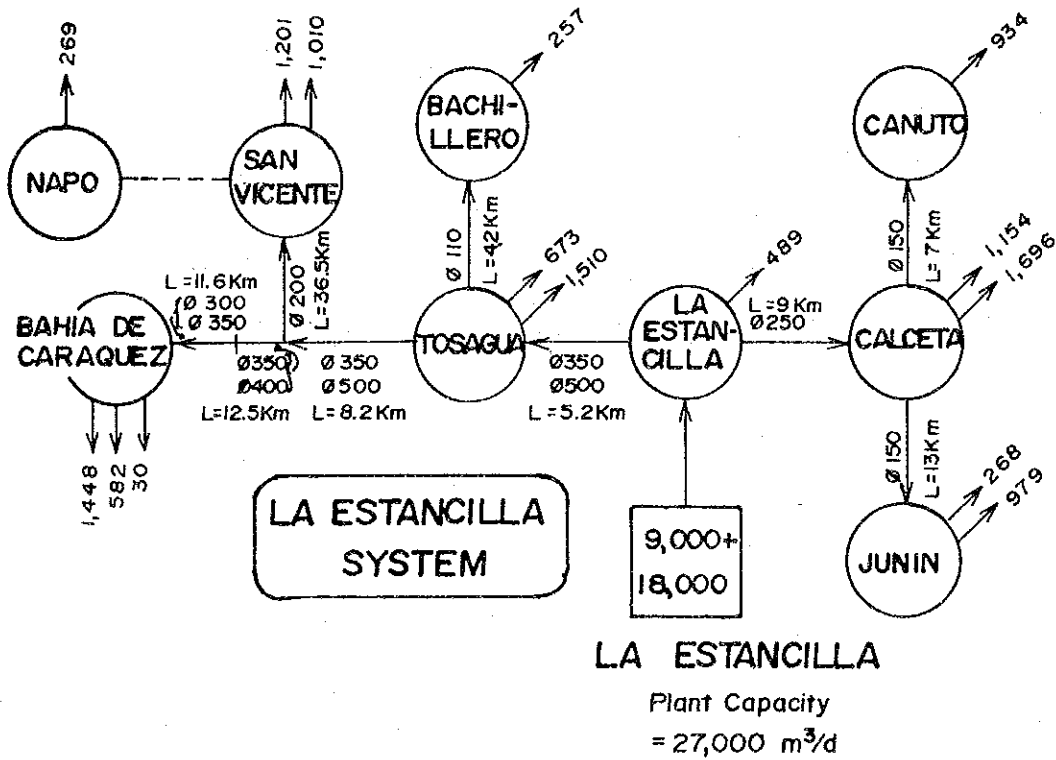 269
1,201
1,010
257
934
NAPO
SAN
VICENTE
BACHI-
LLERO
CANUTO
Ø 110
L=42Km
673
1,510
489
Ø 150
L=7Km
1,154
1,696
L=11.6Km
Ø 300
Ø 350
Ø 200
L=36.5Km
BAHIA DE
CARAQUEZ
TOSAGUA
LA
ESTAN-
CILLA
L=9Km
Ø250
CALCETA
Ø350
Ø400
L=12.5Km
Ø 350
Ø 500
L=8.2Km
Ø350
Ø500
L=5.2Km
Ø150
L=13Km
268
979
1,448
582
30
LA ESTANCILLA
SYSTEM
9,000+
18,000
JUNIN
LA ESTANCILLA
Plant Capacity
= 27,000 m³/d